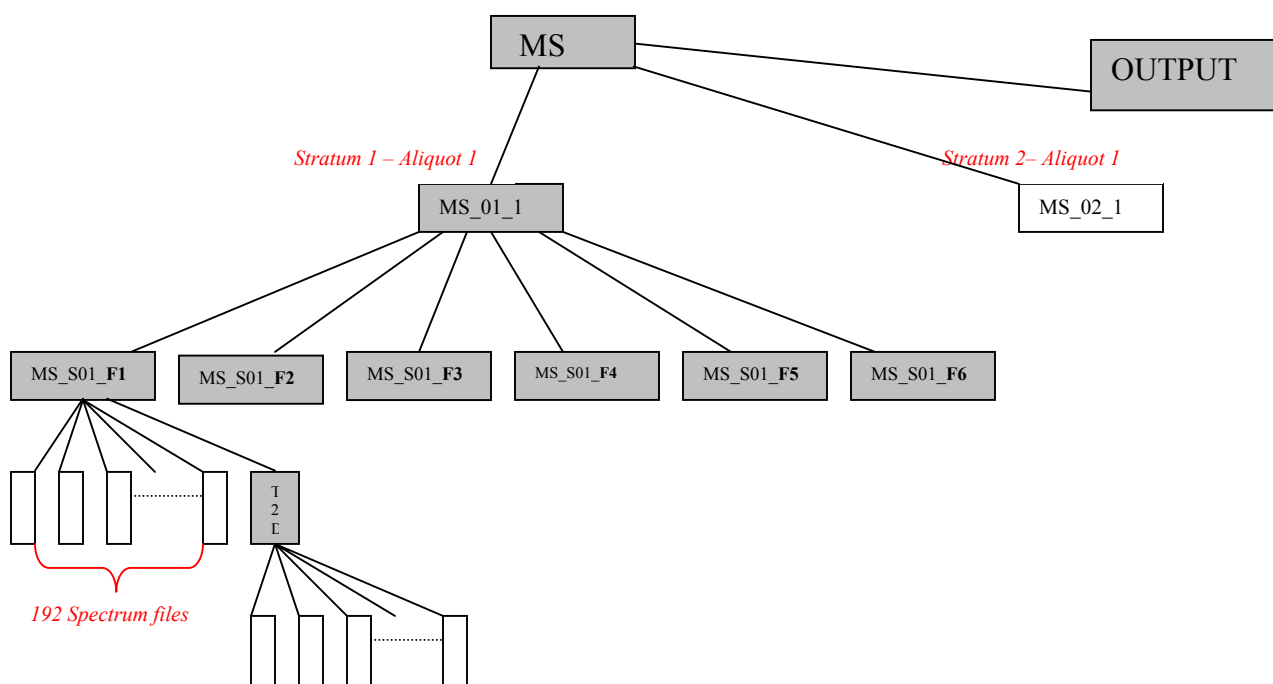 MS
OUTPUT
Stratum 1 – Aliquot 1
Stratum 2– Aliquot 1
MS_01_1
MS_02_1
MS_S01_F1
MS_S01_F2
MS_S01_F3
MS_S01_F4
MS_S01_F5
MS_S01_F6
T
2
192 Spectrum files